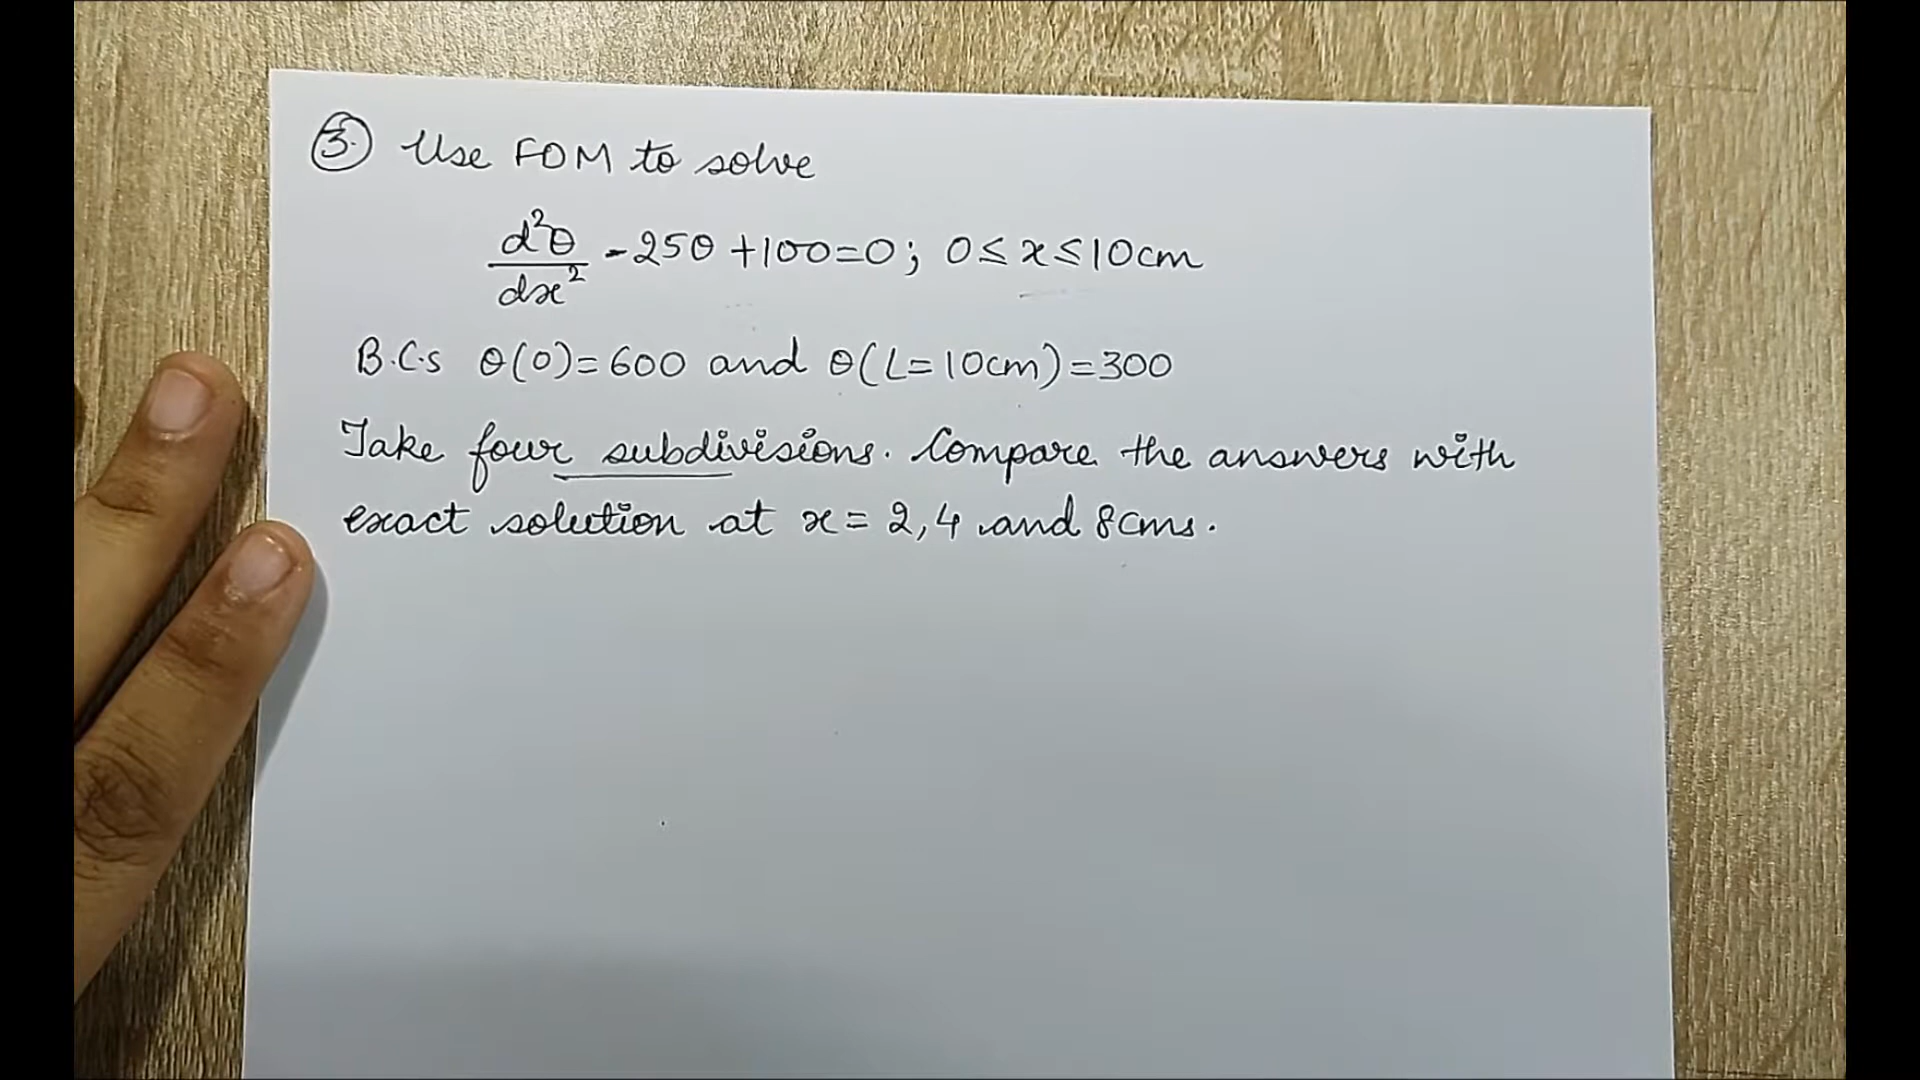 3. Use FDM to solve
d²θ/dx² - 25θ + 100 = 0; 0 ≤ x ≤ 10cm
B.C.s θ(0) = 600 and θ(L = 10cm) = 300
Take four subdivisions. Compare the answers with
exact solution at x = 2, 4 and 8cms.